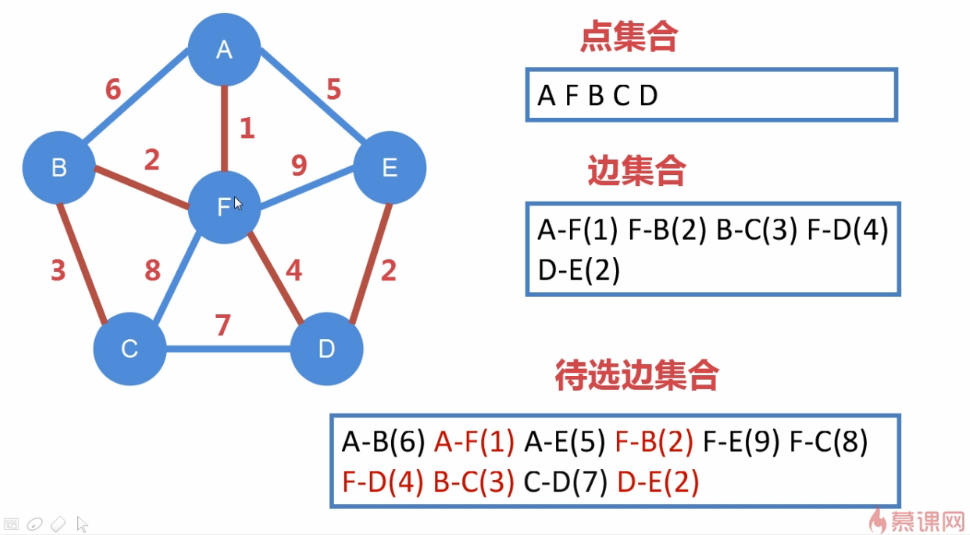 A
6
5
1
B
2
9
E
F
3
8
4
2
7
C
D
点集合
A F B C D
边集合
A-F(1) F-B(2) B-C(3) F-D(4)
D-E(2)
待选边集合
A-B(6) A-F(1) A-E(5) F-B(2) F-E(9) F-C(8)
F-D(4) B-C(3) C-D(7) D-E(2)
慕课网